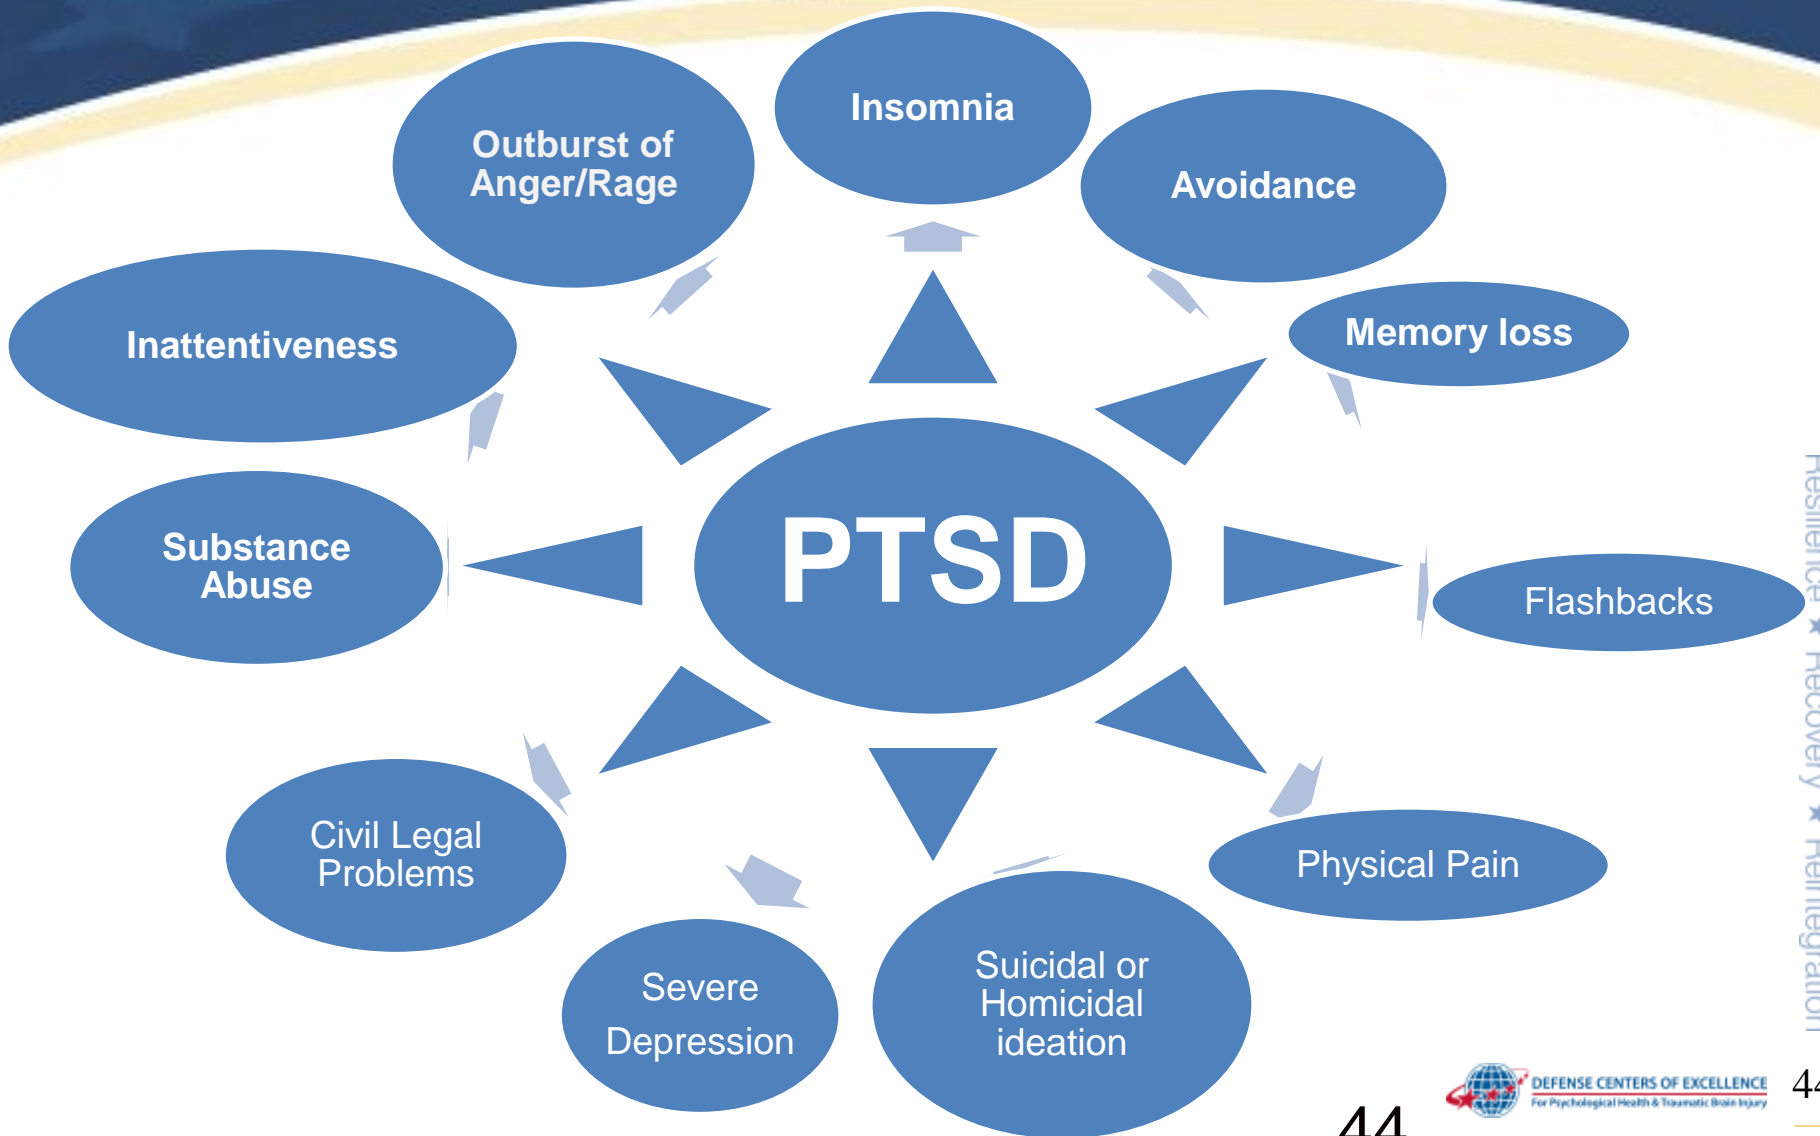 Insomnia
Outburst of
Anger/Rage
Avoidance
Inattentiveness
Memory loss
PTSD
Substance
Abuse
Flashbacks
Civil Legal
Problems
Physical Pain
Severe
Depression
Suicidal or
Homicidal
ideation
Resilience ★ Recovery ★ Reintegration
DEFENSE CENTERS OF EXCELLENCE
For Psychological Health & Traumatic Brain Injury
44
44